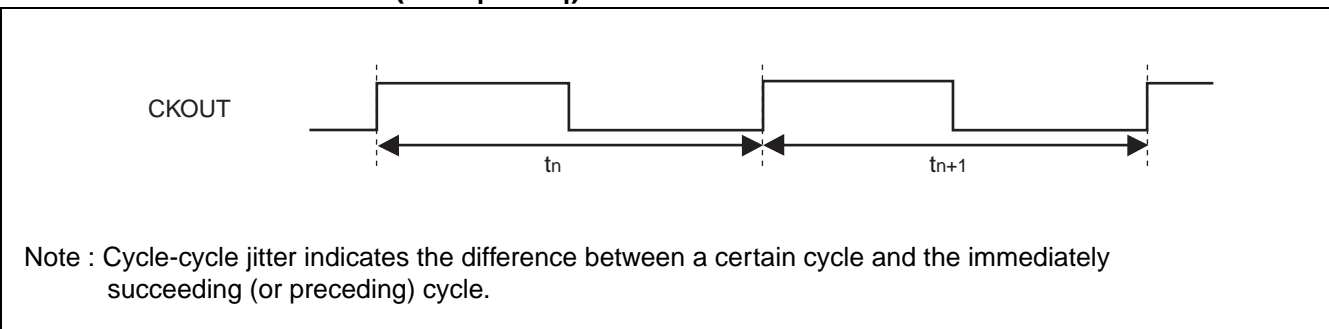 CKOUT
tn
tn+1
Note : Cycle-cycle jitter indicates the difference between a certain cycle and the immediately
succeeding (or preceding) cycle.